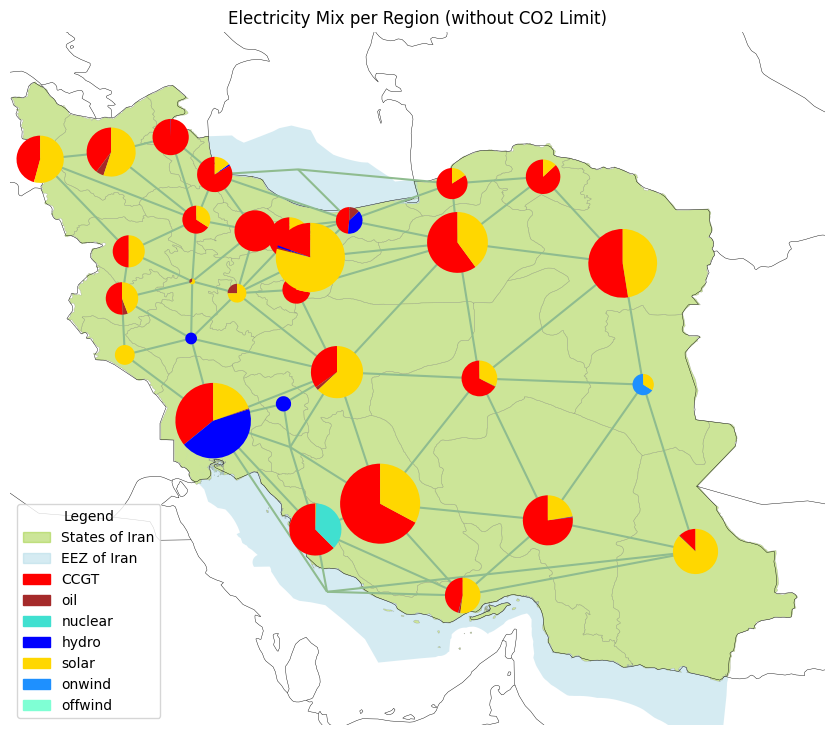 Electricity Mix per Region (without CO2 Limit)
Legend
States of Iran
EEZ of Iran
CCGT
oil
nuclear
hydro
solar
onwind
offwind